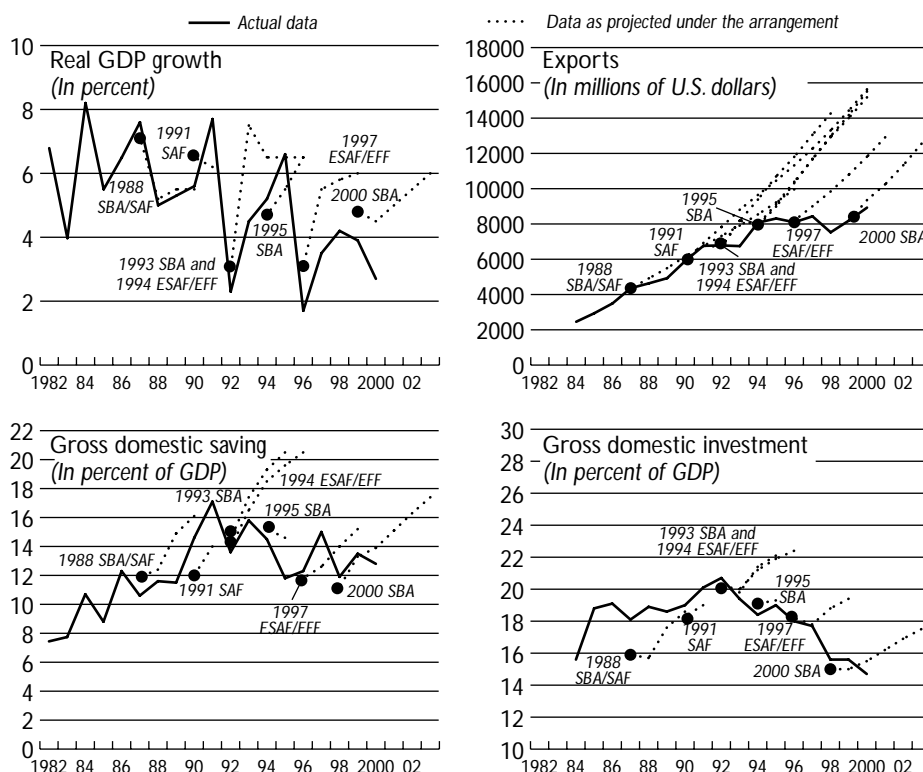 Actual data
Data as projected under the arrangement
Real GDP growth
(In percent)
10
8
6
4
2
0
1991
SAF
1988
SBA/SAF
1997
ESAF/EFF
2000 SBA
1995
SBA
1993 SBA and
1994 ESAF/EFF
1982 84 86 88 90 92 94 96 98 2000 02
Exports
(In millions of U.S. dollars)
18000
16000
14000
12000
10000
8000
6000
4000
2000
0
1995
SBA
1991
SAF
1988
SBA/SAF
1997
ESAF/EFF
2000 SBA
1993 SBA and
1994 ESAF/EFF
1982 84 86 88 90 92 94 96 98 2000 02
Gross domestic saving
(In percent of GDP)
22
20
18
16
14
12
10
8
6
4
2
0
1994 ESAF/EFF
1993 SBA
1995 SBA
1988 SBA/SAF
1991 SAF
2000 SBA
1997
ESAF/EFF
1982 84 86 88 90 92 94 96 98 2000 02
Gross domestic investment
(In percent of GDP)
30
28
26
24
22
20
18
16
14
12
10
1993 SBA and
1994 ESAF/EFF
1995
SBA
1991
SAF
1997
ESAF/EFF
1988
SBA/SAF
2000 SBA
1982 84 86 88 90 92 94 96 98 2000 02